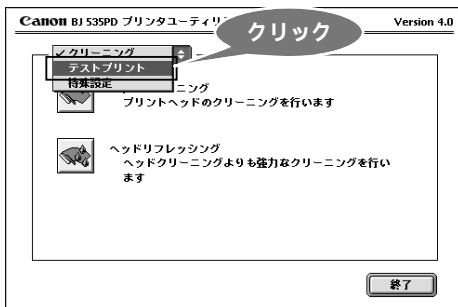 Canon BJ 535PD プリンタユーティリ
クリック
Version 4.0
✓クリーニング
テストプリント
特殊設定
ニング
プリントヘッドのクリーニングを行います
ヘッドリフレッシング
ヘッドクリーニングよりも強力なクリーニングを行い
ます
終了